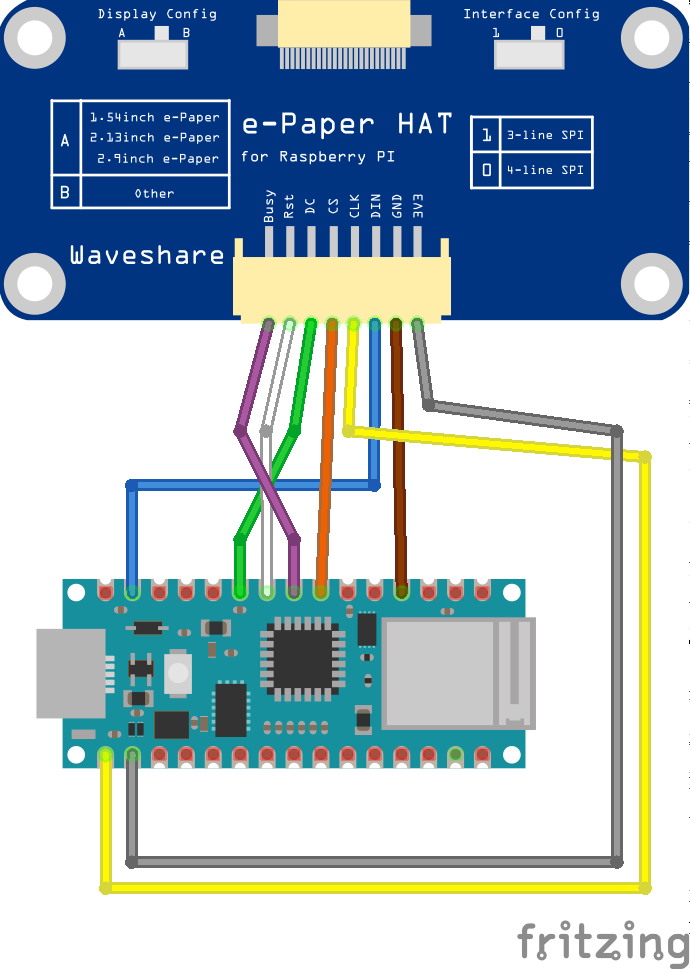 Display Config
A B
Interface Config
1 0
A
1.54inch e-Paper
2.13inch e-Paper
2.9inch e-Paper
B
Other
e-Paper HAT
for Raspberry PI
1 3-line SPI
0 4-line SPI
Busy
Rst
DC
CS
CLK
DIN
GND
3V3
Waveshare
fritzing